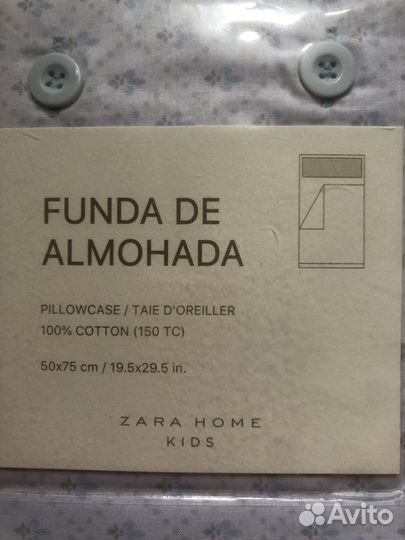 FUNDA DE
ALMOHADA
PILLOWCASE / TAIE D'OREILLER
100% COTTON (150 TC)
50x75 cm / 19.5x29.5 in.
ZARA HOME
KIDS
Avito